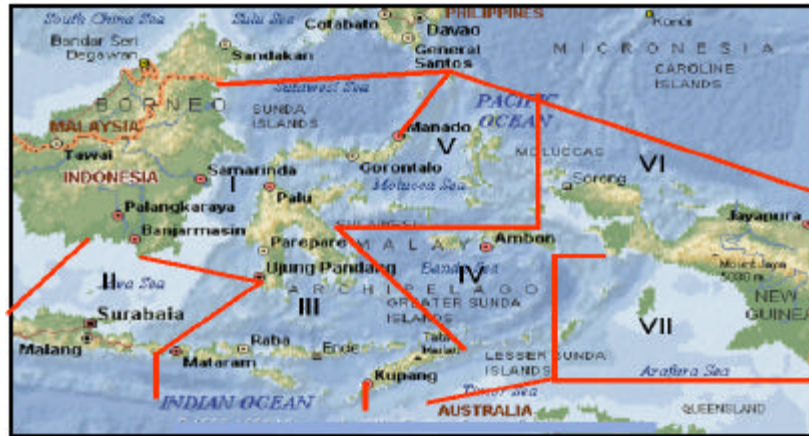 South China Sea
Sulu Sea
Cotabato
PHILIPPINES
Davao
General
Santos
Koror
Bandar Seri
Begawan
Sandakan
MICRONESIA
CAROLINE
ISLANDS
Sulawesi Sea
BORNEO
SUNDA
ISLANDS
PACIFIC
OCEAN
MALAYSIA
Manado
V
MOLUCCAS
VI
Tawai
Gorontalo
INDONESIA
Samarinda
I
Palu
Molucca Sea
Sorong
Palangkaraya
Jayapura
SULAWESI
Banjarmasin
Parepare
MALAY
Ambon
II
Java Sea
Ujung Pandang
Banda Sea
IV
Mount Jaya
5030 m.
ARCHIPELAGO
NEW
GUINEA
III
GREATER SUNDA
ISLANDS
VII
Surabaia
Malang
Raba
Ende
Mataram
LESSER SUNDA
ISLANDS
Kupang
Arafura Sea
Timor Sea
INDIAN OCEAN
AUSTRALIA
QUEENSLAND